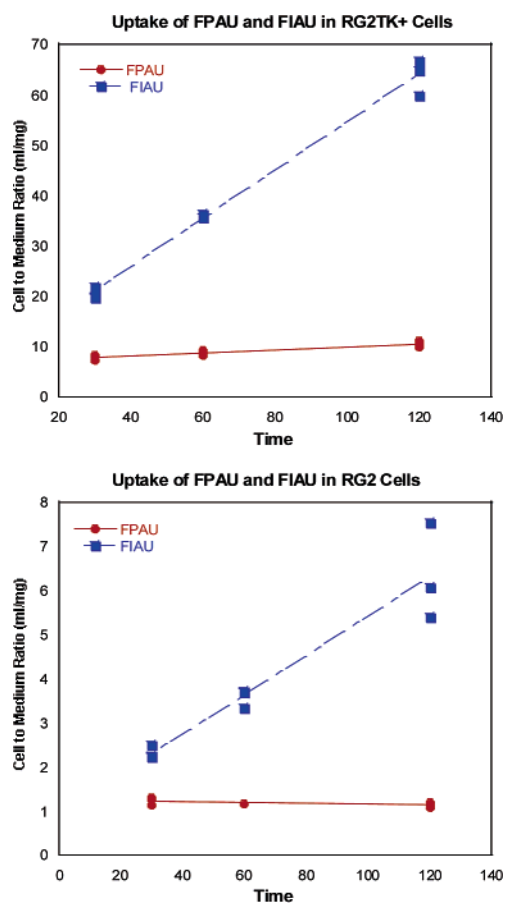 Uptake of FPAU and FIAU in RG2TK+ Cells
70
60
50
40
30
20
10
0
Cell to Medium Ratio (ml/mg)
FPAU
FIAU
20 40 60 80 100 120 140
Time
Uptake of FPAU and FIAU in RG2 Cells
8
7
6
5
4
3
2
1
0
Cell to Medium Ratio (ml/mg)
FPAU
FIAU
0 20 40 60 80 100 120 140
Time